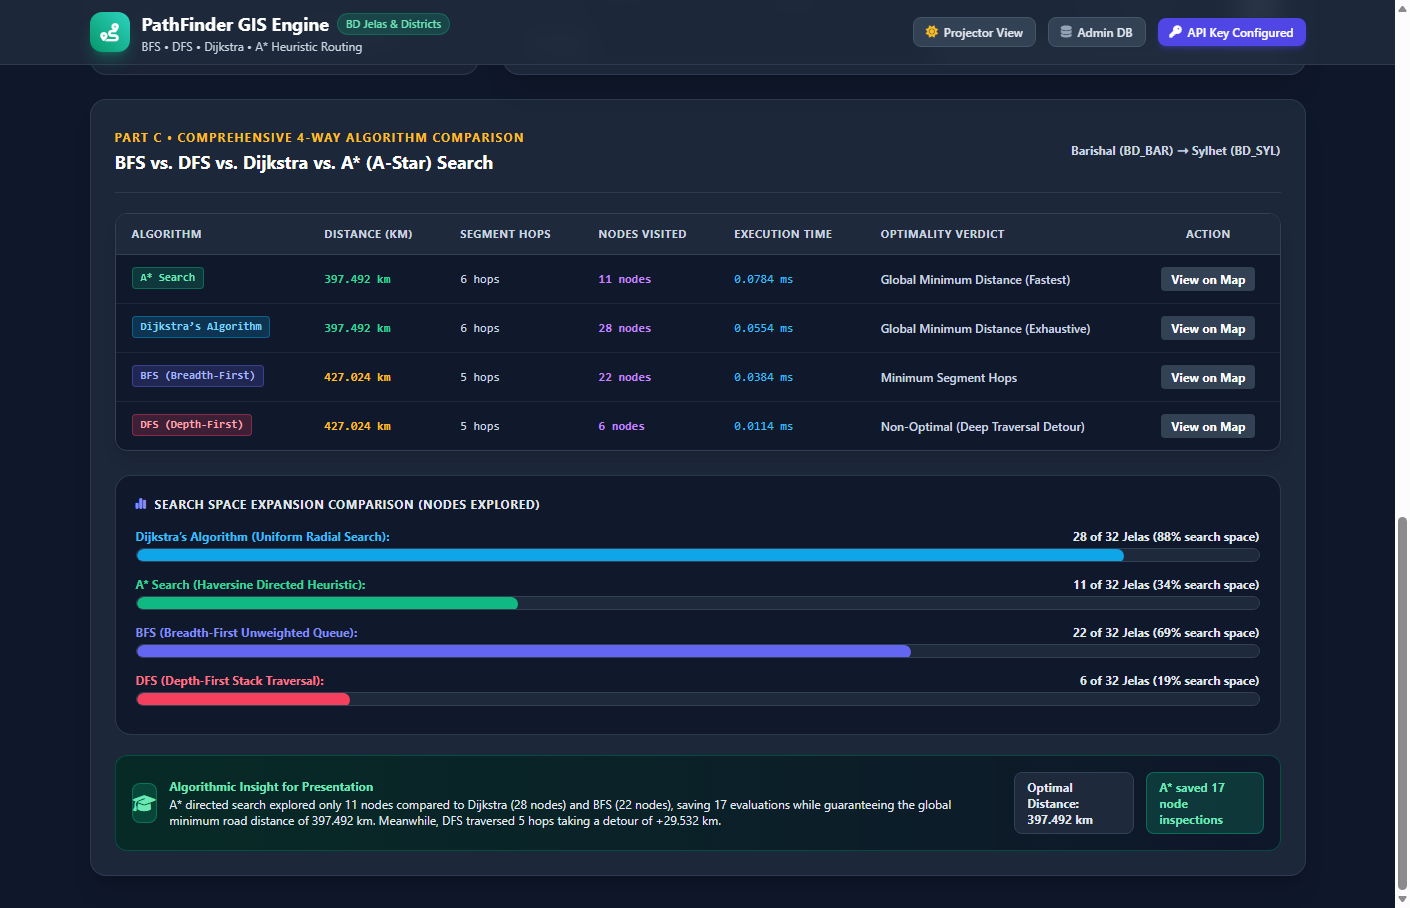 PathFinder GIS Engine
BD Jelas & Districts
BFS • DFS • Dijkstra • A* Heuristic Routing
Projector View
Admin DB
API Key Configured
PART C • COMPREHENSIVE 4-WAY ALGORITHM COMPARISON
BFS vs. DFS vs. Dijkstra vs. A* (A-Star) Search
Barishal (BD_BAR) → Sylhet (BD_SYL)
ALGORITHM DISTANCE (KM) SEGMENT HOPS NODES VISITED EXECUTION TIME OPTIMALITY VERDICT ACTION
A* Search 397.492 km 6 hops 11 nodes 0.0784 ms Global Minimum Distance (Fastest) View on Map
Dijkstra’s Algorithm 397.492 km 6 hops 28 nodes 0.0554 ms Global Minimum Distance (Exhaustive) View on Map
BFS (Breadth-First) 427.024 km 5 hops 22 nodes 0.0384 ms Minimum Segment Hops View on Map
DFS (Depth-First) 427.024 km 5 hops 6 nodes 0.0114 ms Non-Optimal (Deep Traversal Detour) View on Map
SEARCH SPACE EXPANSION COMPARISON (NODES EXPLORED)
Dijkstra’s Algorithm (Uniform Radial Search): 28 of 32 Jelas (88% search space)
A* Search (Haversine Directed Heuristic): 11 of 32 Jelas (34% search space)
BFS (Breadth-First Unweighted Queue): 22 of 32 Jelas (69% search space)
DFS (Depth-First Stack Traversal): 6 of 32 Jelas (19% search space)
Algorithmic Insight for Presentation
A* directed search explored only 11 nodes compared to Dijkstra (28 nodes) and BFS (22 nodes), saving 17 evaluations while guaranteeing the global
minimum road distance of 397.492 km. Meanwhile, DFS traversed 5 hops taking a detour of +29.532 km.
Optimal
Distance:
397.492 km
A* saved 17
node
inspections